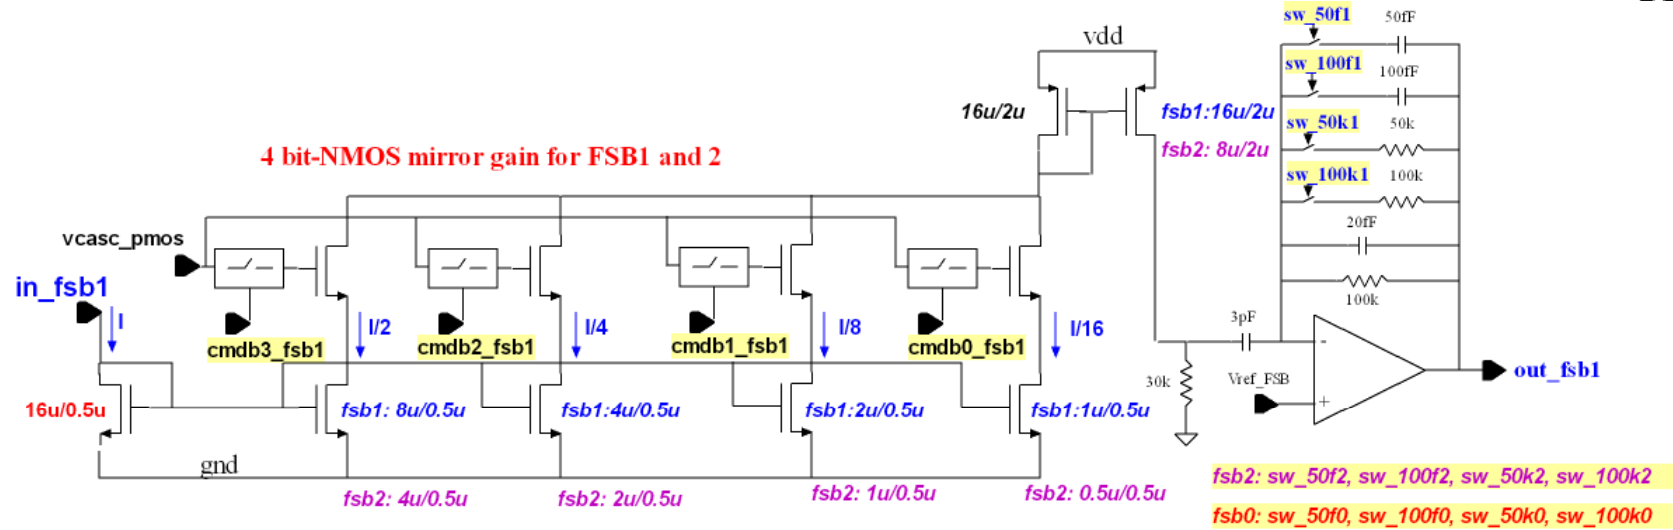 sw_50f1
50fF
vdd
sw_100f1
100fF
16u/2u
fsb1:16u/2u
sw_50k1
50k
4 bit-NMOS mirror gain for FSB1 and 2
fsb2: 8u/2u
sw_100k1
100k
20fF
vcasc_pmos
in_fsb1
100k
I
I/2
I/4
I/8
I/16
3pF
cmdb3_fsb1
cmdb2_fsb1
cmdb1_fsb1
cmdb0_fsb1
-
out_fsb1
30k
Vref_FSB
+
16u/0.5u
fsb1: 8u/0.5u
fsb1:4u/0.5u
fsb1:2u/0.5u
fsb1:1u/0.5u
gnd
fsb2: 4u/0.5u
fsb2: 2u/0.5u
fsb2: 1u/0.5u
fsb2: 0.5u/0.5u
fsb2: sw_50f2, sw_100f2, sw_50k2, sw_100k2
fsb0: sw_50f0, sw_100f0, sw_50k0, sw_100k0